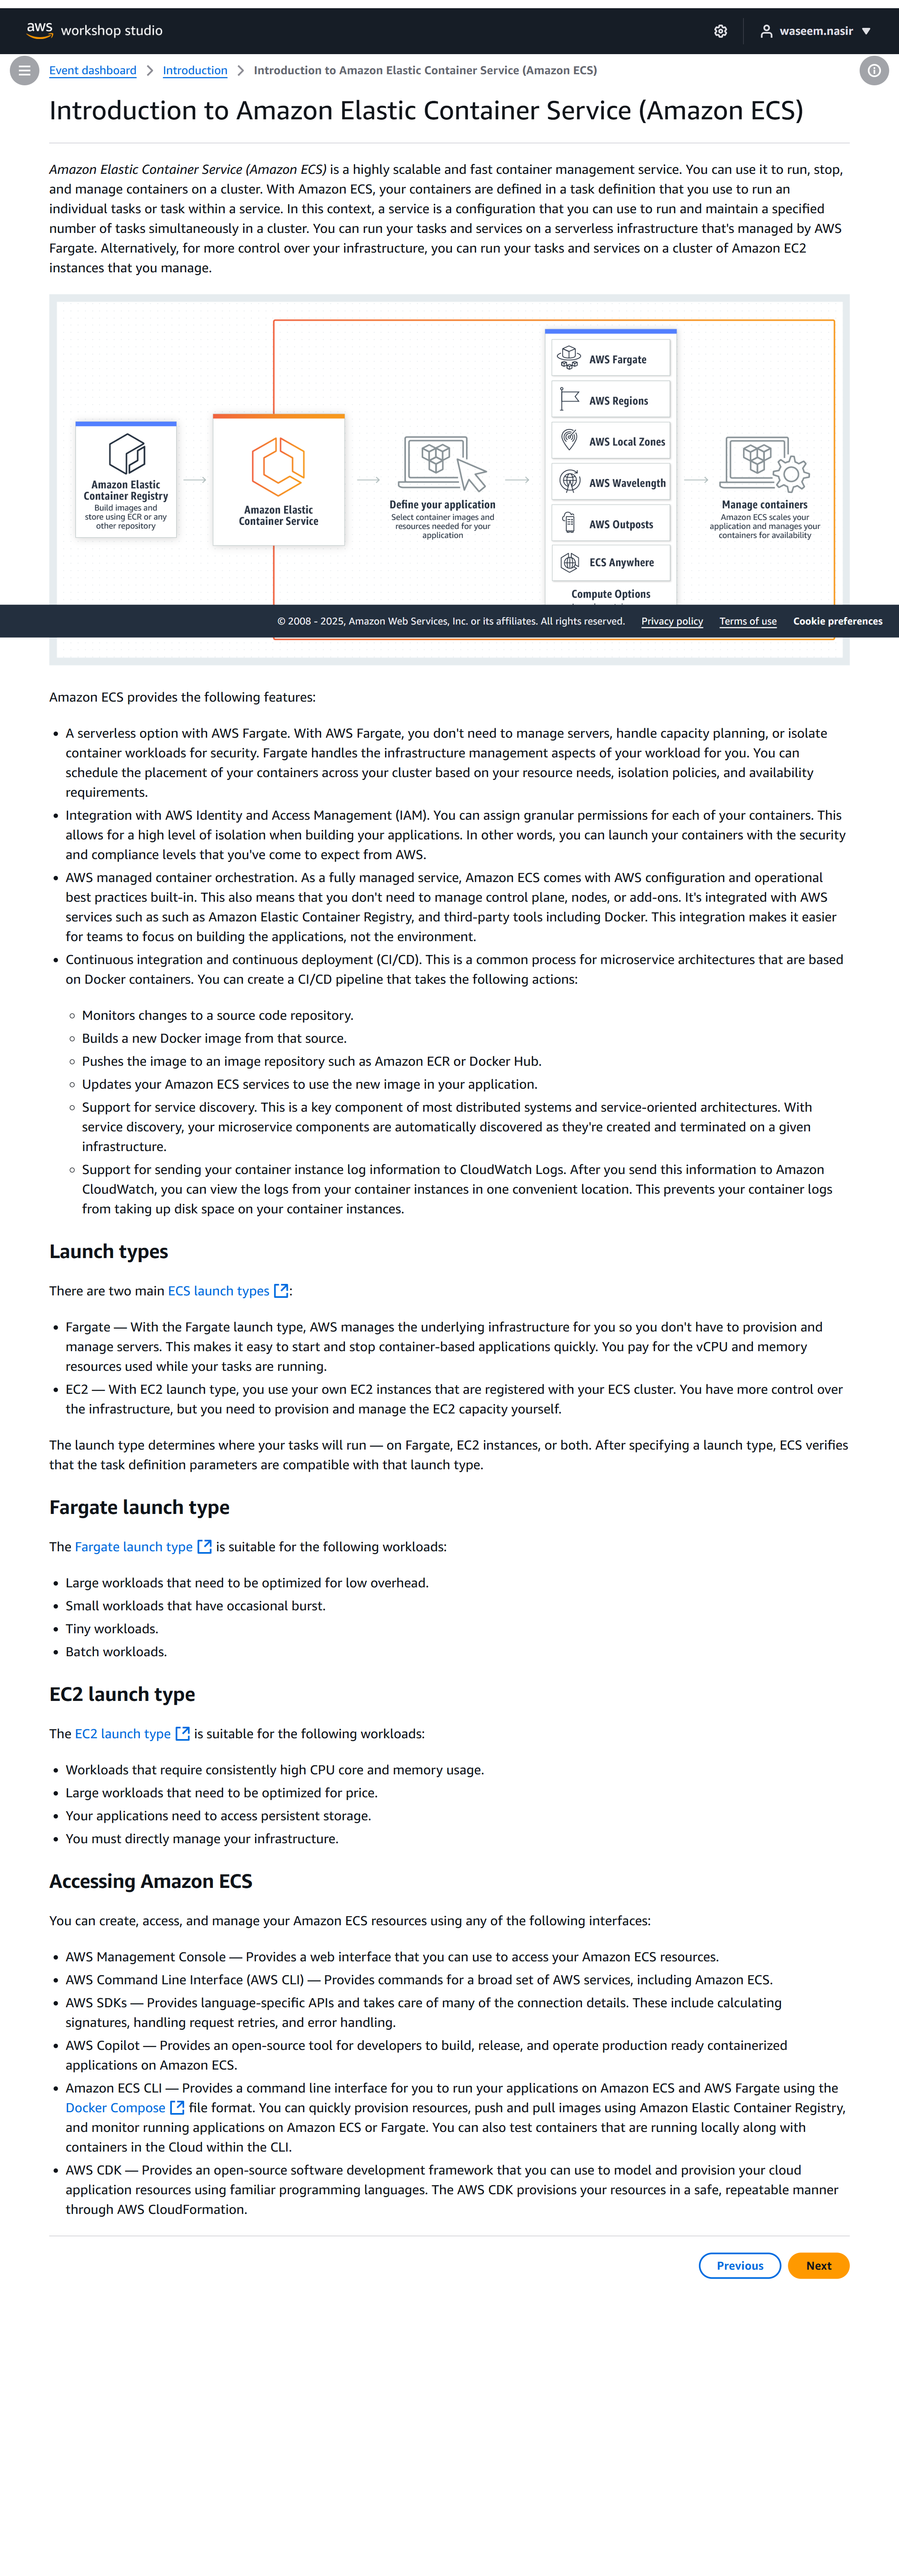 aws workshop studio
waseem.nasir
Event dashboard
Introduction
Introduction to Amazon Elastic Container Service (Amazon ECS)
Introduction to Amazon Elastic Container Service (Amazon ECS)
Amazon Elastic Container Service (Amazon ECS) is a highly scalable and fast container management service. You can use it to run, stop,
and manage containers on a cluster. With Amazon ECS, your containers are defined in a task definition that you use to run an
individual tasks or task within a service. In this context, a service is a configuration that you can use to run and maintain a specified
number of tasks simultaneously in a cluster. You can run your tasks and services on a serverless infrastructure that's managed by AWS
Fargate. Alternatively, for more control over your infrastructure, you can run your tasks and services on a cluster of Amazon EC2
instances that you manage.
Amazon Elastic
Container Registry
Build images and
store using ECR or any
other repository
Amazon Elastic
Container Service
Define your application
Select container images and
resources needed for your
application
AWS Fargate
AWS Regions
AWS Local Zones
AWS Wavelength
AWS Outposts
ECS Anywhere
Compute Options
Manage containers
Amazon ECS scales your
application and manages your
containers for availability
© 2008 - 2025, Amazon Web Services, Inc. or its affiliates. All rights reserved.
Privacy policy
Terms of use
Cookie preferences
Amazon ECS provides the following features:
• A serverless option with AWS Fargate. With AWS Fargate, you don't need to manage servers, handle capacity planning, or isolate
container workloads for security. Fargate handles the infrastructure management aspects of your workload for you. You can
schedule the placement of your containers across your cluster based on your resource needs, isolation policies, and availability
requirements.
• Integration with AWS Identity and Access Management (IAM). You can assign granular permissions for each of your containers. This
allows for a high level of isolation when building your applications. In other words, you can launch your containers with the security
and compliance levels that you've come to expect from AWS.
• AWS managed container orchestration. As a fully managed service, Amazon ECS comes with AWS configuration and operational
best practices built-in. This also means that you don't need to manage control plane, nodes, or add-ons. It's integrated with AWS
services such as such as Amazon Elastic Container Registry, and third-party tools including Docker. This integration makes it easier
for teams to focus on building the applications, not the environment.
• Continuous integration and continuous deployment (CI/CD). This is a common process for microservice architectures that are based
on Docker containers. You can create a CI/CD pipeline that takes the following actions:
○ Monitors changes to a source code repository.
○ Builds a new Docker image from that source.
○ Pushes the image to an image repository such as Amazon ECR or Docker Hub.
○ Updates your Amazon ECS services to use the new image in your application.
○ Support for service discovery. This is a key component of most distributed systems and service-oriented architectures. With
service discovery, your microservice components are automatically discovered as they're created and terminated on a given
infrastructure.
○ Support for sending your container instance log information to CloudWatch Logs. After you send this information to Amazon
CloudWatch, you can view the logs from your container instances in one convenient location. This prevents your container logs
from taking up disk space on your container instances.
Launch types
There are two main ECS launch types:
• Fargate — With the Fargate launch type, AWS manages the underlying infrastructure for you so you don't have to provision and
manage servers. This makes it easy to start and stop container-based applications quickly. You pay for the vCPU and memory
resources used while your tasks are running.
• EC2 — With EC2 launch type, you use your own EC2 instances that are registered with your ECS cluster. You have more control over
the infrastructure, but you need to provision and manage the EC2 capacity yourself.
The launch type determines where your tasks will run — on Fargate, EC2 instances, or both. After specifying a launch type, ECS verifies
that the task definition parameters are compatible with that launch type.
Fargate launch type
The Fargate launch type is suitable for the following workloads:
• Large workloads that need to be optimized for low overhead.
• Small workloads that have occasional burst.
• Tiny workloads.
• Batch workloads.
EC2 launch type
The EC2 launch type is suitable for the following workloads:
• Workloads that require consistently high CPU core and memory usage.
• Large workloads that need to be optimized for price.
• Your applications need to access persistent storage.
• You must directly manage your infrastructure.
Accessing Amazon ECS
You can create, access, and manage your Amazon ECS resources using any of the following interfaces:
• AWS Management Console — Provides a web interface that you can use to access your Amazon ECS resources.
• AWS Command Line Interface (AWS CLI) — Provides commands for a broad set of AWS services, including Amazon ECS.
• AWS SDKs — Provides language-specific APIs and takes care of many of the connection details. These include calculating
signatures, handling request retries, and error handling.
• AWS Copilot — Provides an open-source tool for developers to build, release, and operate production ready containerized
applications on Amazon ECS.
• Amazon ECS CLI — Provides a command line interface for you to run your applications on Amazon ECS and AWS Fargate using the
Docker Compose file format. You can quickly provision resources, push and pull images using Amazon Elastic Container Registry,
and monitor running applications on Amazon ECS or Fargate. You can also test containers that are running locally along with
containers in the Cloud within the CLI.
• AWS CDK — Provides an open-source software development framework that you can use to model and provision your cloud
application resources using familiar programming languages. The AWS CDK provisions your resources in a safe, repeatable manner
through AWS CloudFormation.
Previous
Next